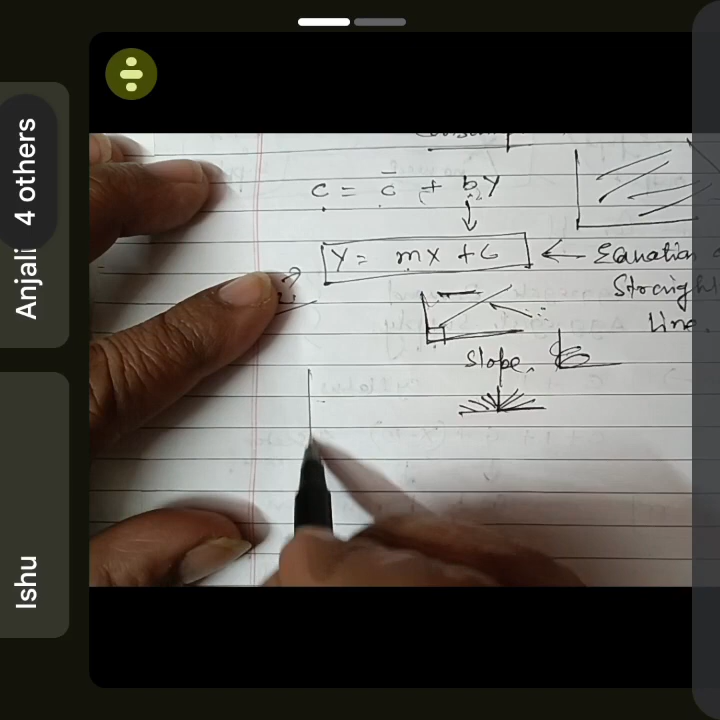 C = C̄ + by
↓
Y = mx + C ← Equation
Straight
Line.
?
Slope.
Anjali 4 others
Ishu